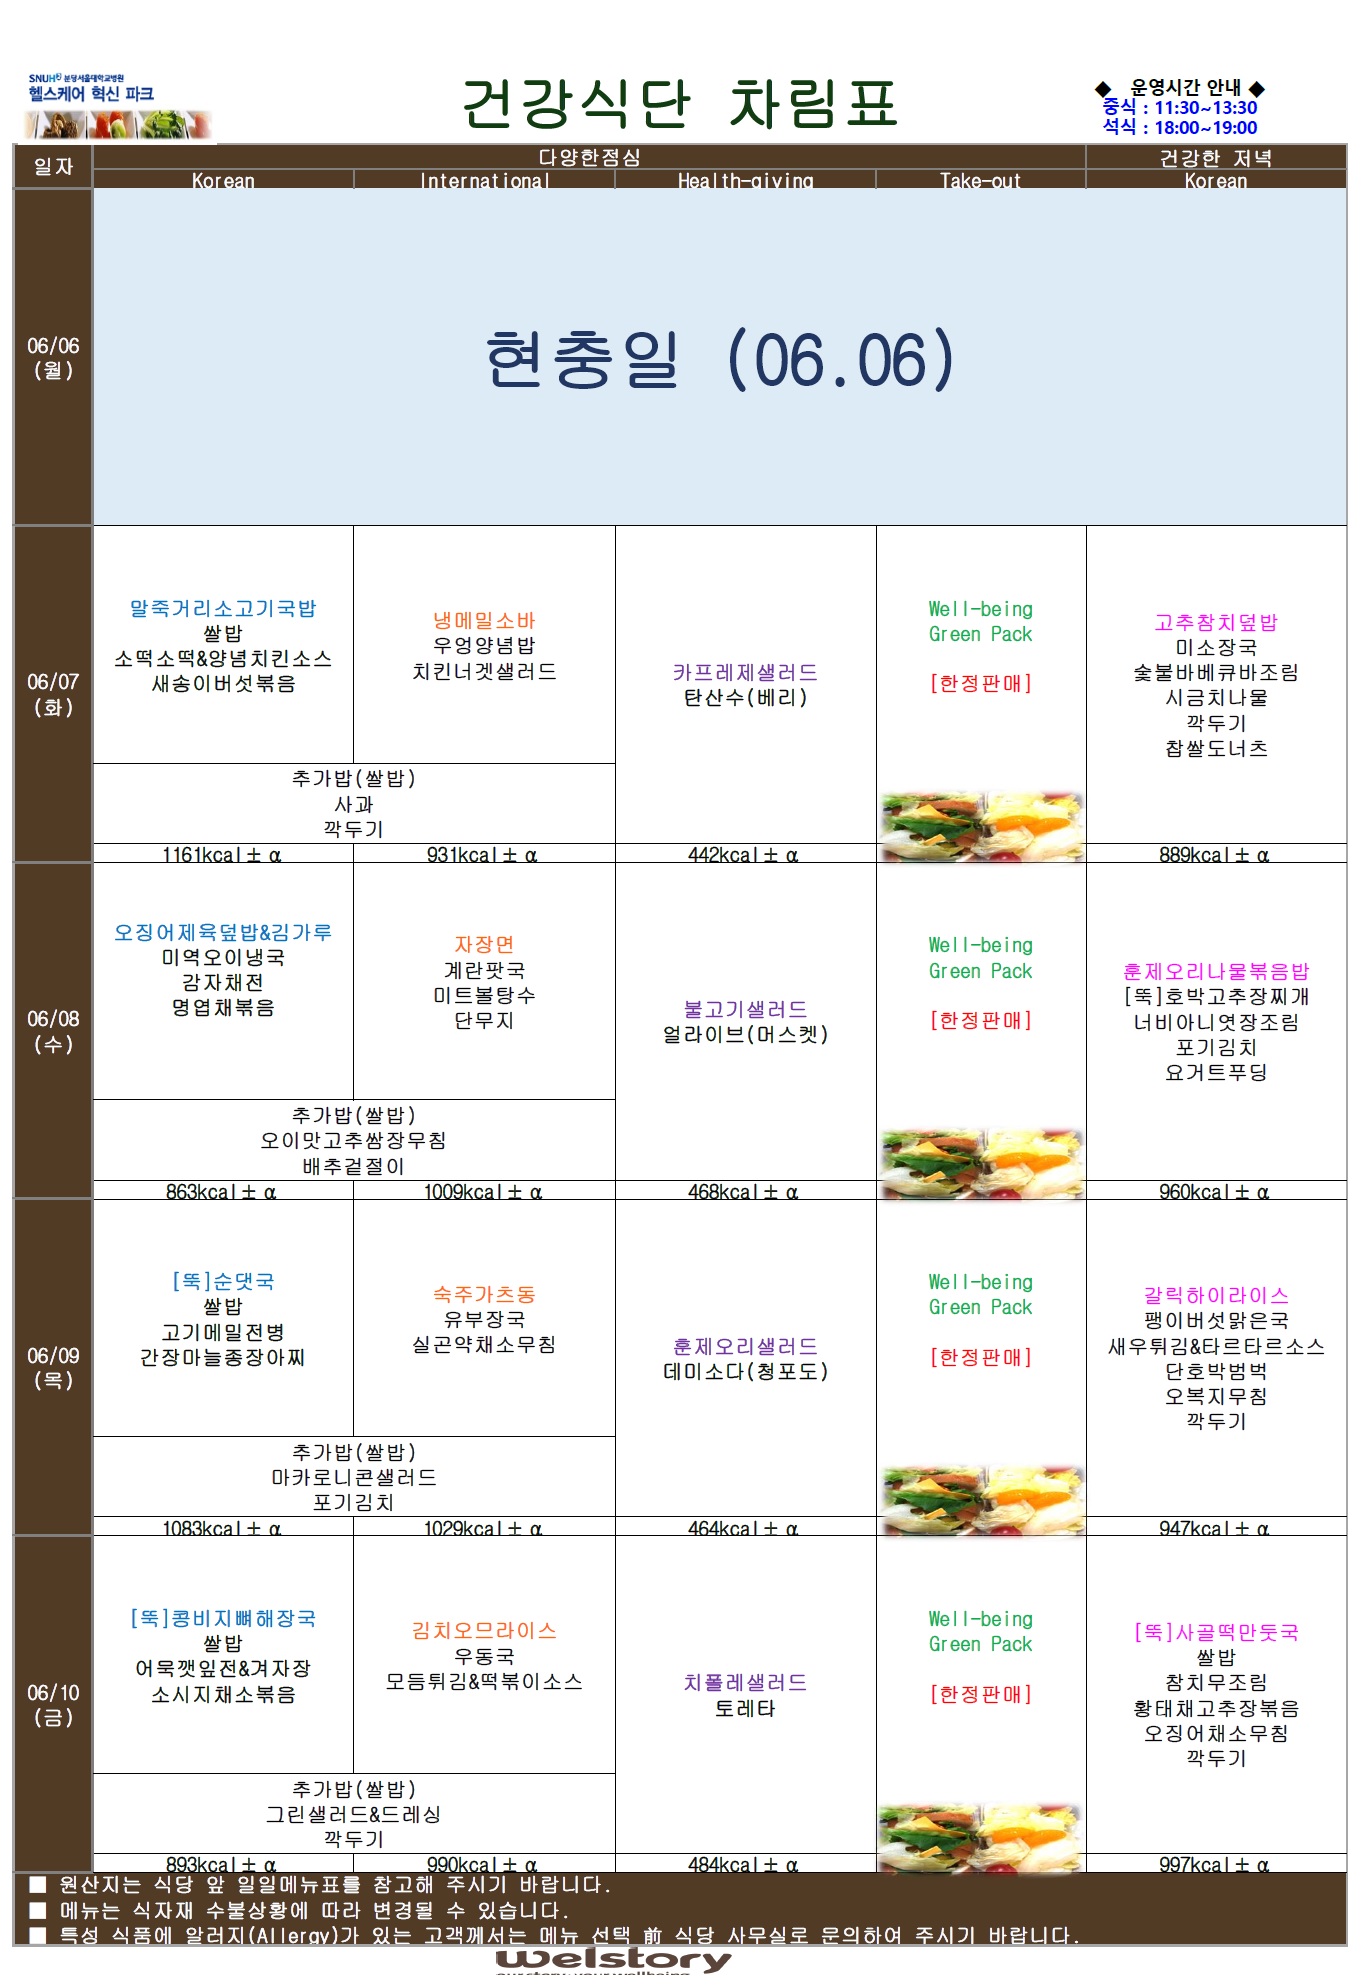 SNUH 분당서울대학교병원
헬스케어 혁신 파크
건강식단 차림표
◆ 운영시간 안내 ◆
중식 : 11:30~13:30
석식 : 18:00~19:00
일자
다양한점심
건강한 저녁
Korean
International
Health-giving
Take-out
Korean
06/06
(월)
현충일 (06.06)
06/07
(화)
말죽거리소고기국밥
쌀밥
소떡소떡&양념치킨소스
새송이버섯볶음
냉메밀소바
우엉양념밥
치킨너겟샐러드
추가밥(쌀밥)
사과
깍두기
카프레제샐러드
탄산수(베리)
Well-being
Green Pack
[한정판매]
고추참치덮밥
미소장국
숯불바베큐바조림
시금치나물
깍두기
찹쌀도너츠
1161kcal± α
931kcal± α
442kcal± α
889kcal± α
06/08
(수)
오징어제육덮밥&김가루
미역오이냉국
감자채전
명엽채볶음
자장면
계란팟국
미트볼탕수
단무지
추가밥(쌀밥)
오이맛고추쌈장무침
배추겉절이
불고기샐러드
얼라이브(머스켓)
Well-being
Green Pack
[한정판매]
훈제오리나물볶음밥
[뚝]호박고추장찌개
너비아니엿장조림
포기김치
요거트푸딩
863kcal± α
1009kcal± α
468kcal± α
960kcal± α
06/09
(목)
[뚝]순댓국
쌀밥
고기메밀전병
간장마늘종장아찌
숙주가츠동
유부장국
실곤약채소무침
추가밥(쌀밥)
마카로니콘샐러드
포기김치
훈제오리샐러드
데미소다(청포도)
Well-being
Green Pack
[한정판매]
갈릭하이라이스
팽이버섯맑은국
새우튀김&타르타르소스
단호박범벅
오복지무침
깍두기
1083kcal± α
1029kcal± α
464kcal± α
947kcal± α
06/10
(금)
[뚝]콩비지뼈해장국
쌀밥
어묵깻잎전&겨자장
소시지채소볶음
김치오므라이스
우동국
모듬튀김&떡볶이소스
추가밥(쌀밥)
그린샐러드&드레싱
깍두기
치폴레샐러드
토레타
Well-being
Green Pack
[한정판매]
[뚝]사골떡만둣국
쌀밥
참치무조림
황태채고추장볶음
오징어채소무침
깍두기
893kcal± α
990kcal± α
484kcal± α
997kcal± α
■ 원산지는 식당 앞 일일메뉴표를 참고해 주시기 바랍니다.
■ 메뉴는 식자재 수불상황에 따라 변경될 수 있습니다.
■ 특성 식품에 알러지(Allergy)가 있는 고객께서는 메뉴 선택 前 식당 사무실로 문의하여 주시기 바랍니다.
welstory